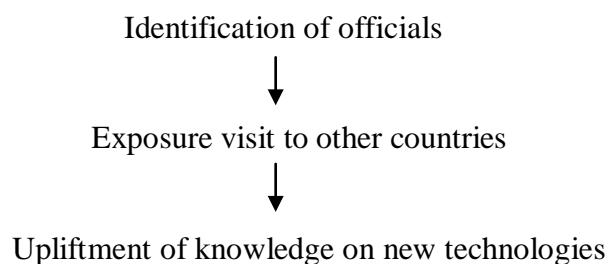 Identification of officials
Exposure visit to other countries
Upliftment of knowledge on new technologies